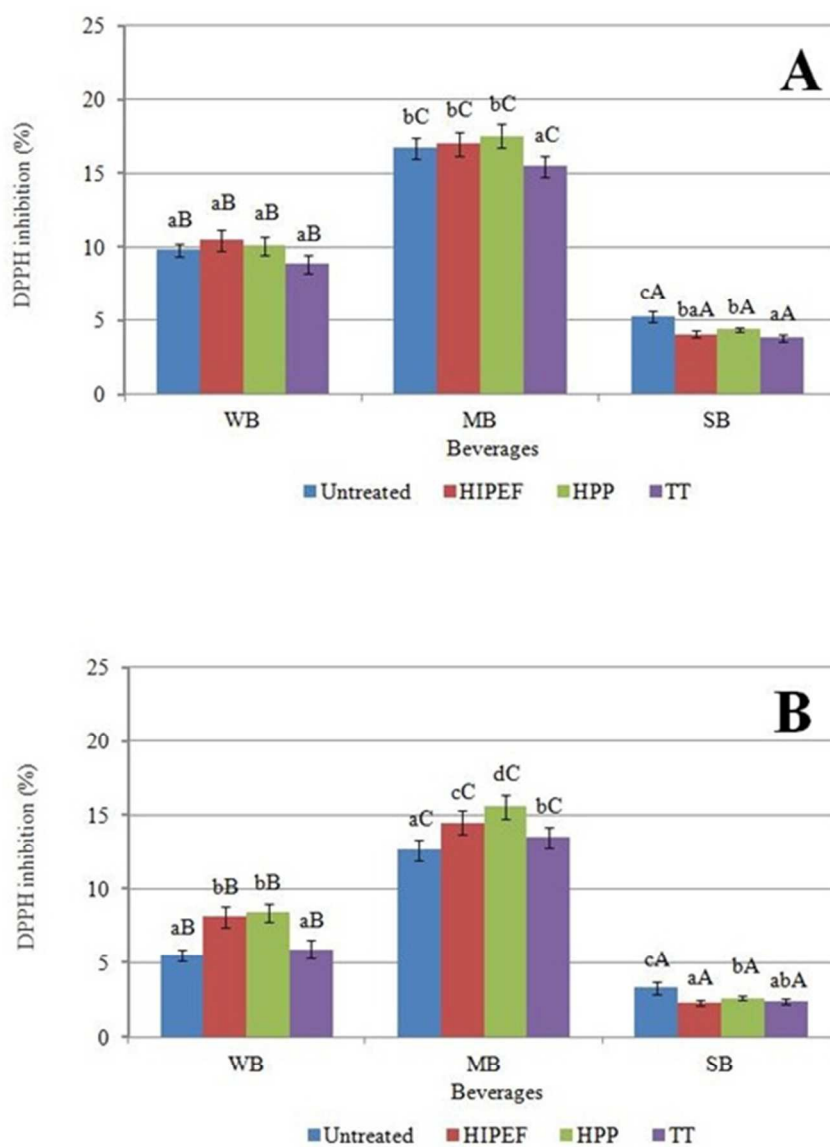 25
A
20
bC bC bC aC
15
aB aB aB aB
10
5
cA baA bA aA
0
DPPH inhibition (%)
WB MB SB
Beverages
Untreated HIPEF HPP TT
25
B
20
aC cC dC bC
15
10
aB bB bB aB
5
cA aA bA abA
0
DPPH inhibition (%)
WB MB SB
Beverages
Untreated HIPEF HPP TT